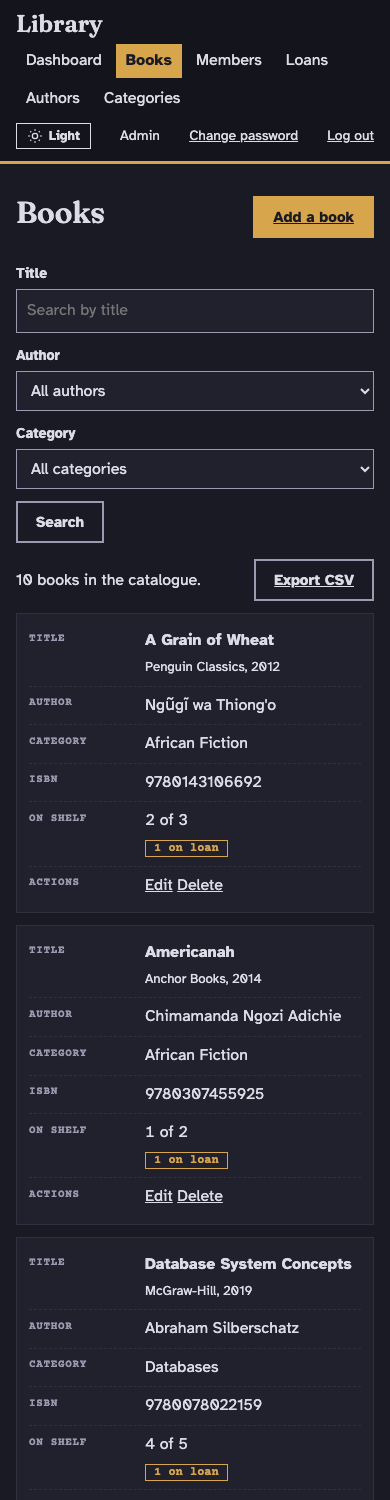 Library
Dashboard Books Members Loans
Authors Categories
Light Admin Change password Log out
Books Add a book
Title
Search by title
Author
All authors
Category
All categories
Search
10 books in the catalogue. Export CSV
TITLE A Grain of Wheat
Penguin Classics, 2012
AUTHOR Ngũgĩ wa Thiong'o
CATEGORY African Fiction
ISBN 9780143106692
ON SHELF 2 of 3
1 on loan
ACTIONS Edit Delete
TITLE Americanah
Anchor Books, 2014
AUTHOR Chimamanda Ngozi Adichie
CATEGORY African Fiction
ISBN 9780307455925
ON SHELF 1 of 2
1 on loan
ACTIONS Edit Delete
TITLE Database System Concepts
McGraw-Hill, 2019
AUTHOR Abraham Silberschatz
CATEGORY Databases
ISBN 9780078022159
ON SHELF 4 of 5
1 on loan